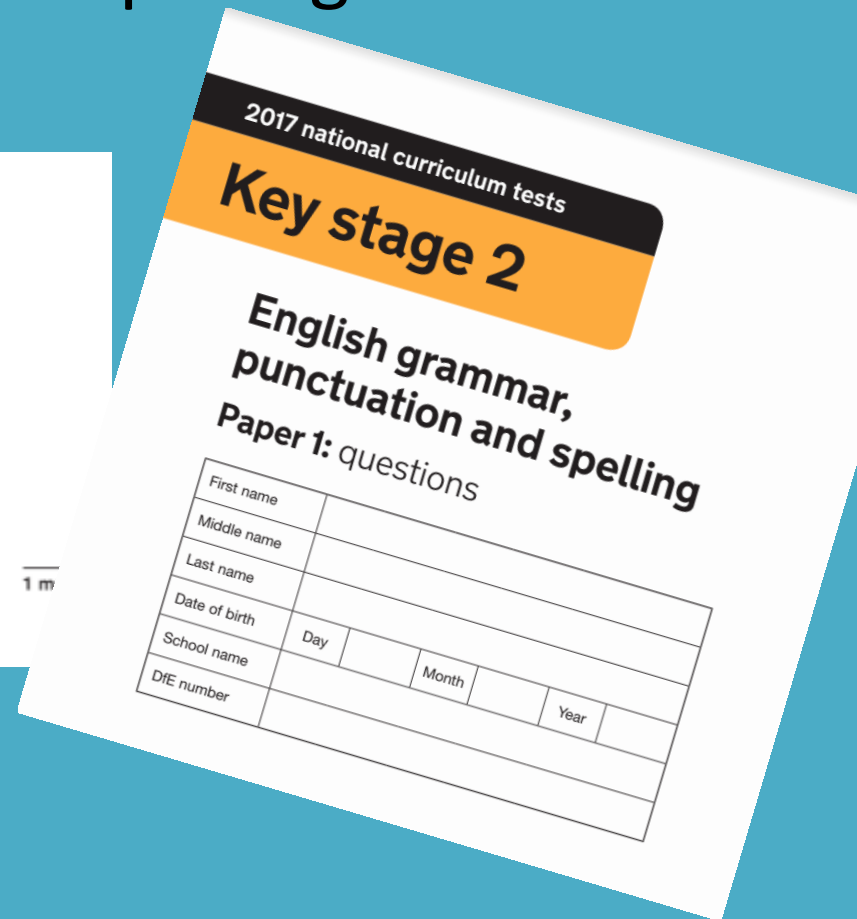 2017 national curriculum tests
Key stage 2
English grammar,
punctuation and spelling
Paper 1: questions
First name
Middle name
Last name
Date of birth
Day
Month
Year
School name
DfE number
1 m